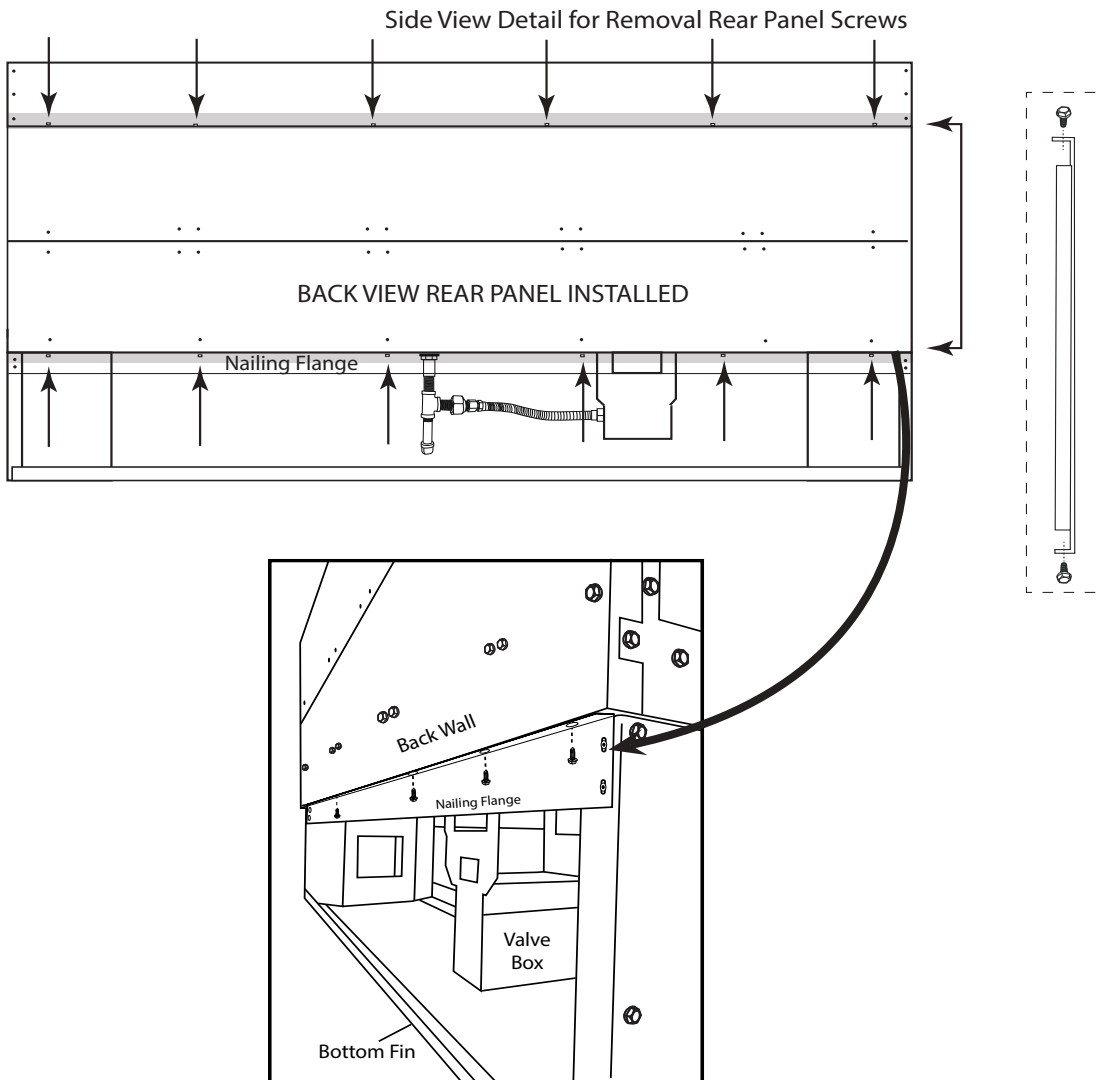 Side View Detail for Removal Rear Panel Screws
BACK VIEW REAR PANEL INSTALLED
Nailing Flange
Back Wall
Nailing Flange
Valve
Box
Bottom Fin